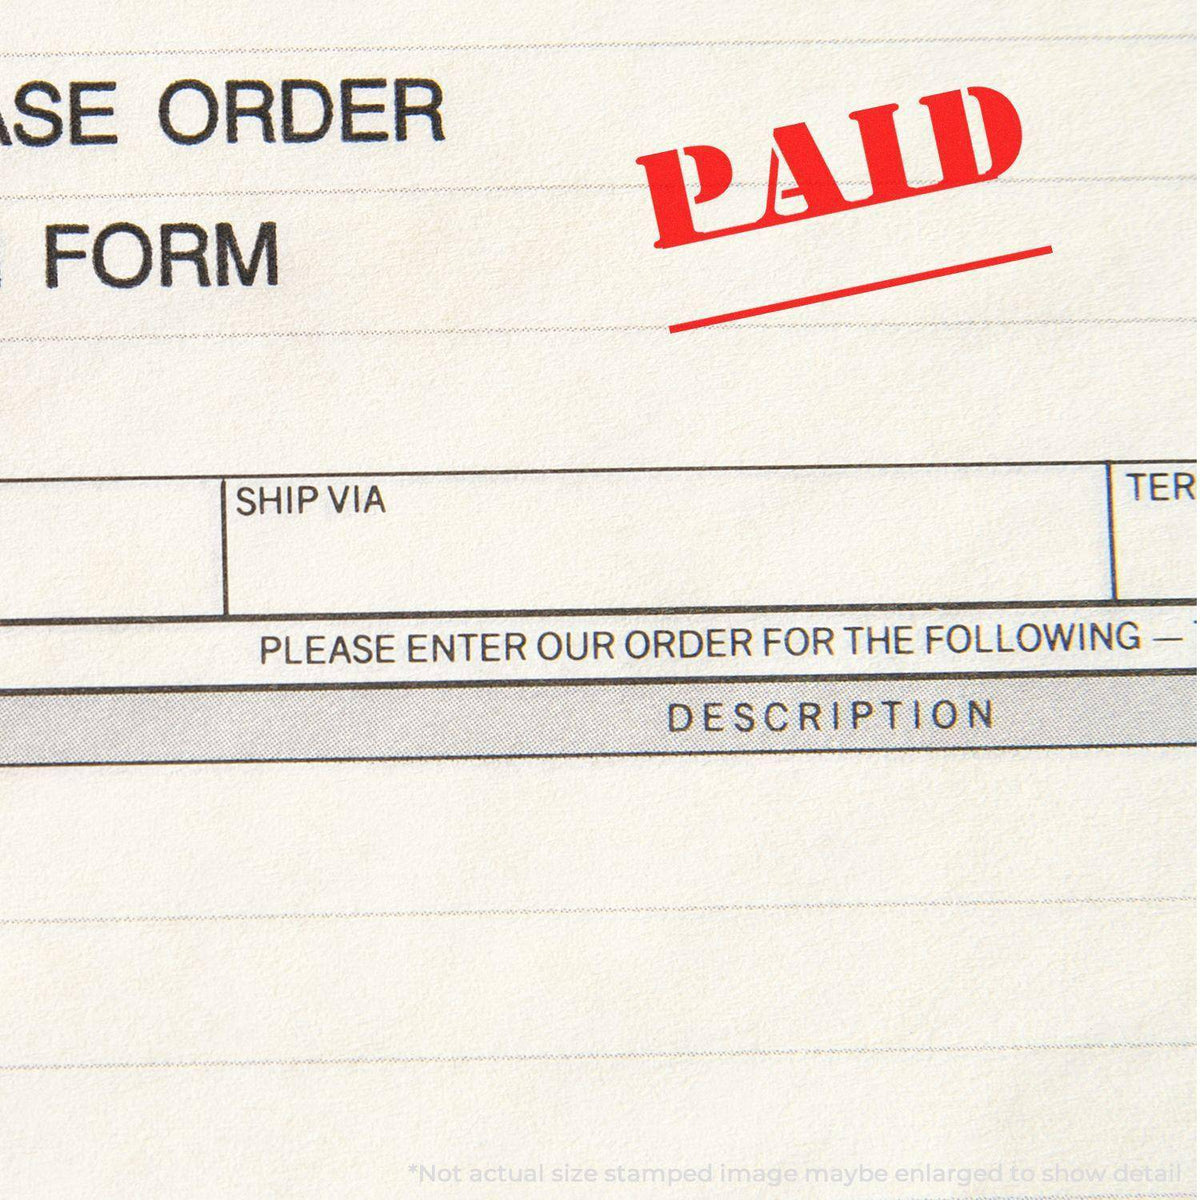 ASE ORDER
PAID
FORM
SHIP VIA
TER
PLEASE ENTER OUR ORDER FOR THE FOLLOWING —
DESCRIPTION
*Not actual size stamped image maybe enlarged to show detail